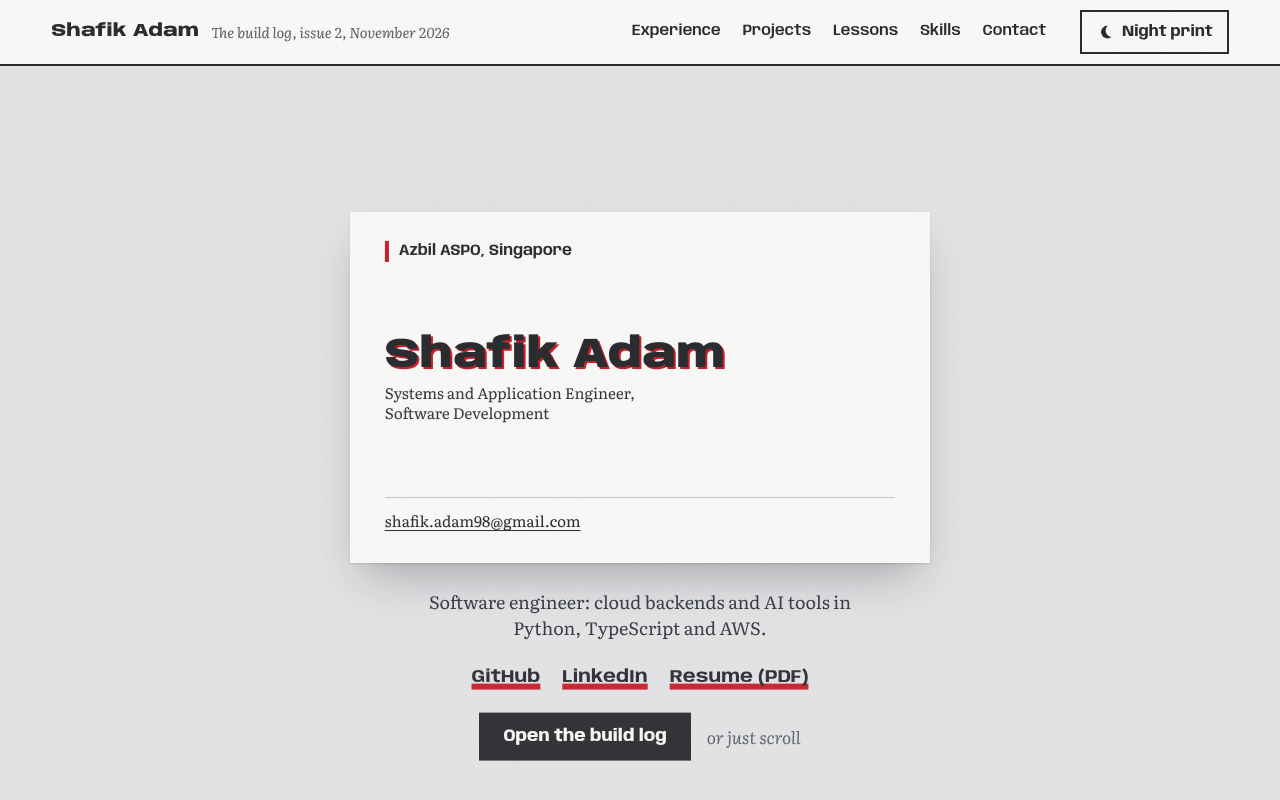 Shafik Adam
The build log, issue 2, November 2026
Experience
Projects
Lessons
Skills
Contact
Night print
Azbil ASPO, Singapore
Shafik Adam
Systems and Application Engineer,
Software Development
shafik.adam98@gmail.com
Software engineer: cloud backends and AI tools in
Python, TypeScript and AWS.
GitHub
LinkedIn
Resume (PDF)
Open the build log
or just scroll